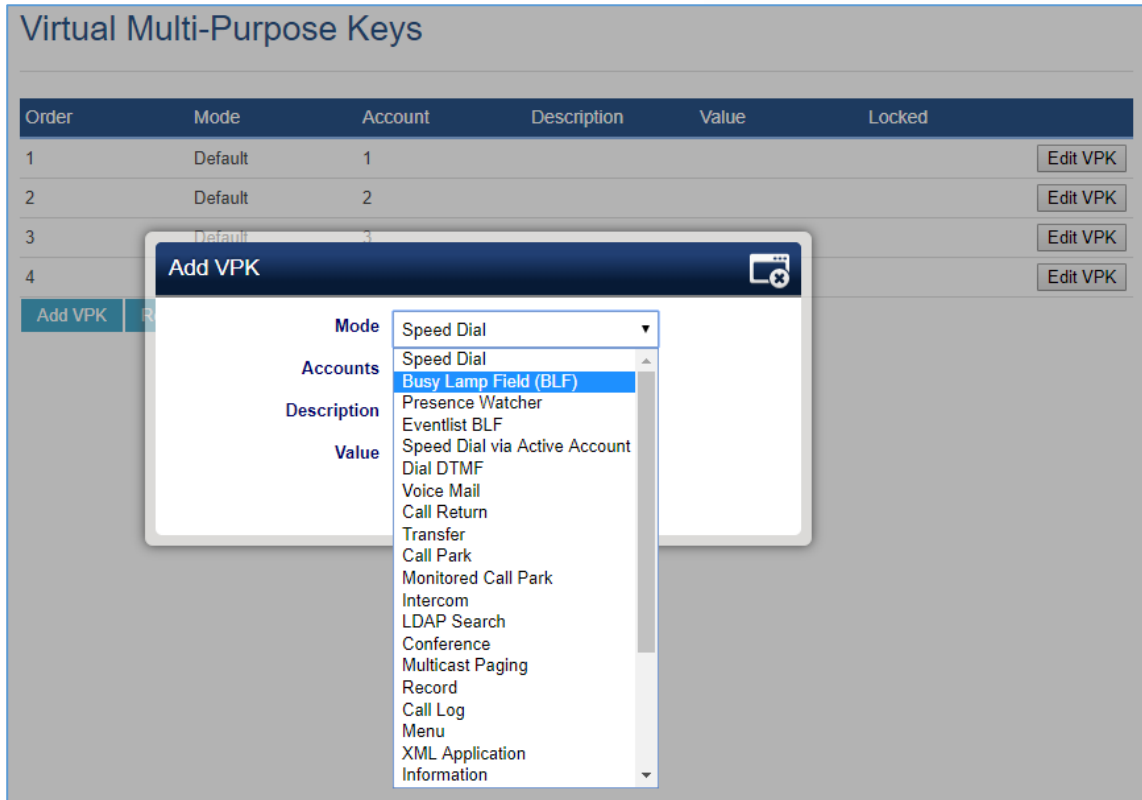 Virtual Multi-Purpose Keys
Order Mode Account Description Value Locked
1 Default 1 Edit VPK
2 Default 2 Edit VPK
3 Default 3 Edit VPK
4 Edit VPK
Add VPK
Add VPK
Mode Speed Dial
Accounts
Description
Value
Speed Dial
Busy Lamp Field (BLF)
Presence Watcher
Eventlist BLF
Speed Dial via Active Account
Dial DTMF
Voice Mail
Call Return
Transfer
Call Park
Monitored Call Park
Intercom
LDAP Search
Conference
Multicast Paging
Record
Call Log
Menu
XML Application
Information